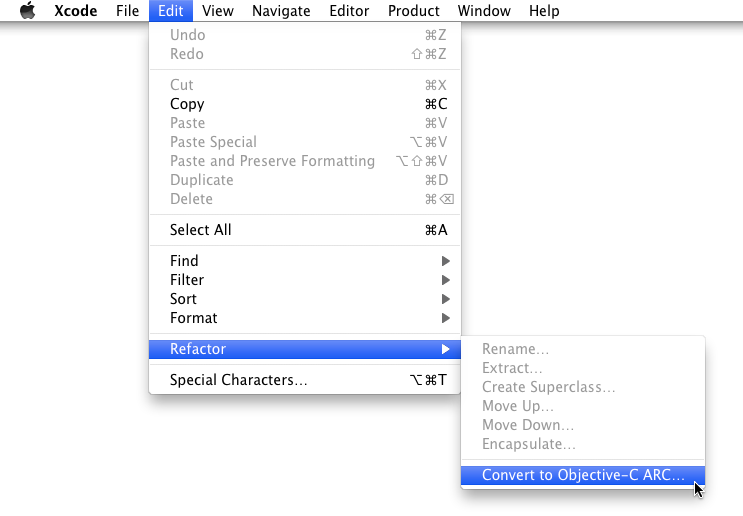 Xcode File Edit View Navigate Editor Product Window Help
Undo ⌘Z
Redo ⇧⌘Z
Cut ⌘X
Copy ⌘C
Paste ⌘V
Paste Special ⌥⌘V
Paste and Preserve Formatting ⌥⇧⌘V
Duplicate ⌘D
Delete ⌘⌫
Select All ⌘A
Find
Filter
Sort
Format
Refactor
Special Characters… ⌥⌘T
Rename…
Extract…
Create Superclass…
Move Up…
Move Down…
Encapsulate…
Convert to Objective-C ARC…